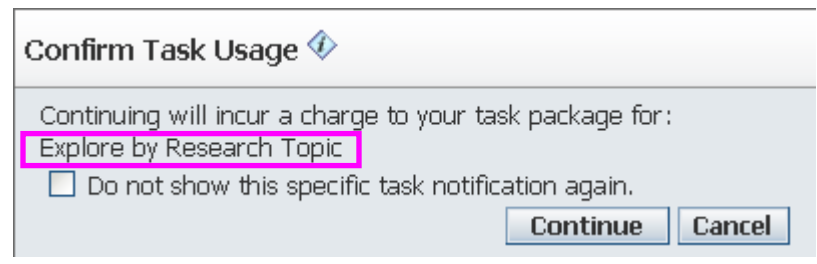 Confirm Task Usage
Continuing will incur a charge to your task package for:
Explore by Research Topic
Do not show this specific task notification again.
Continue Cancel